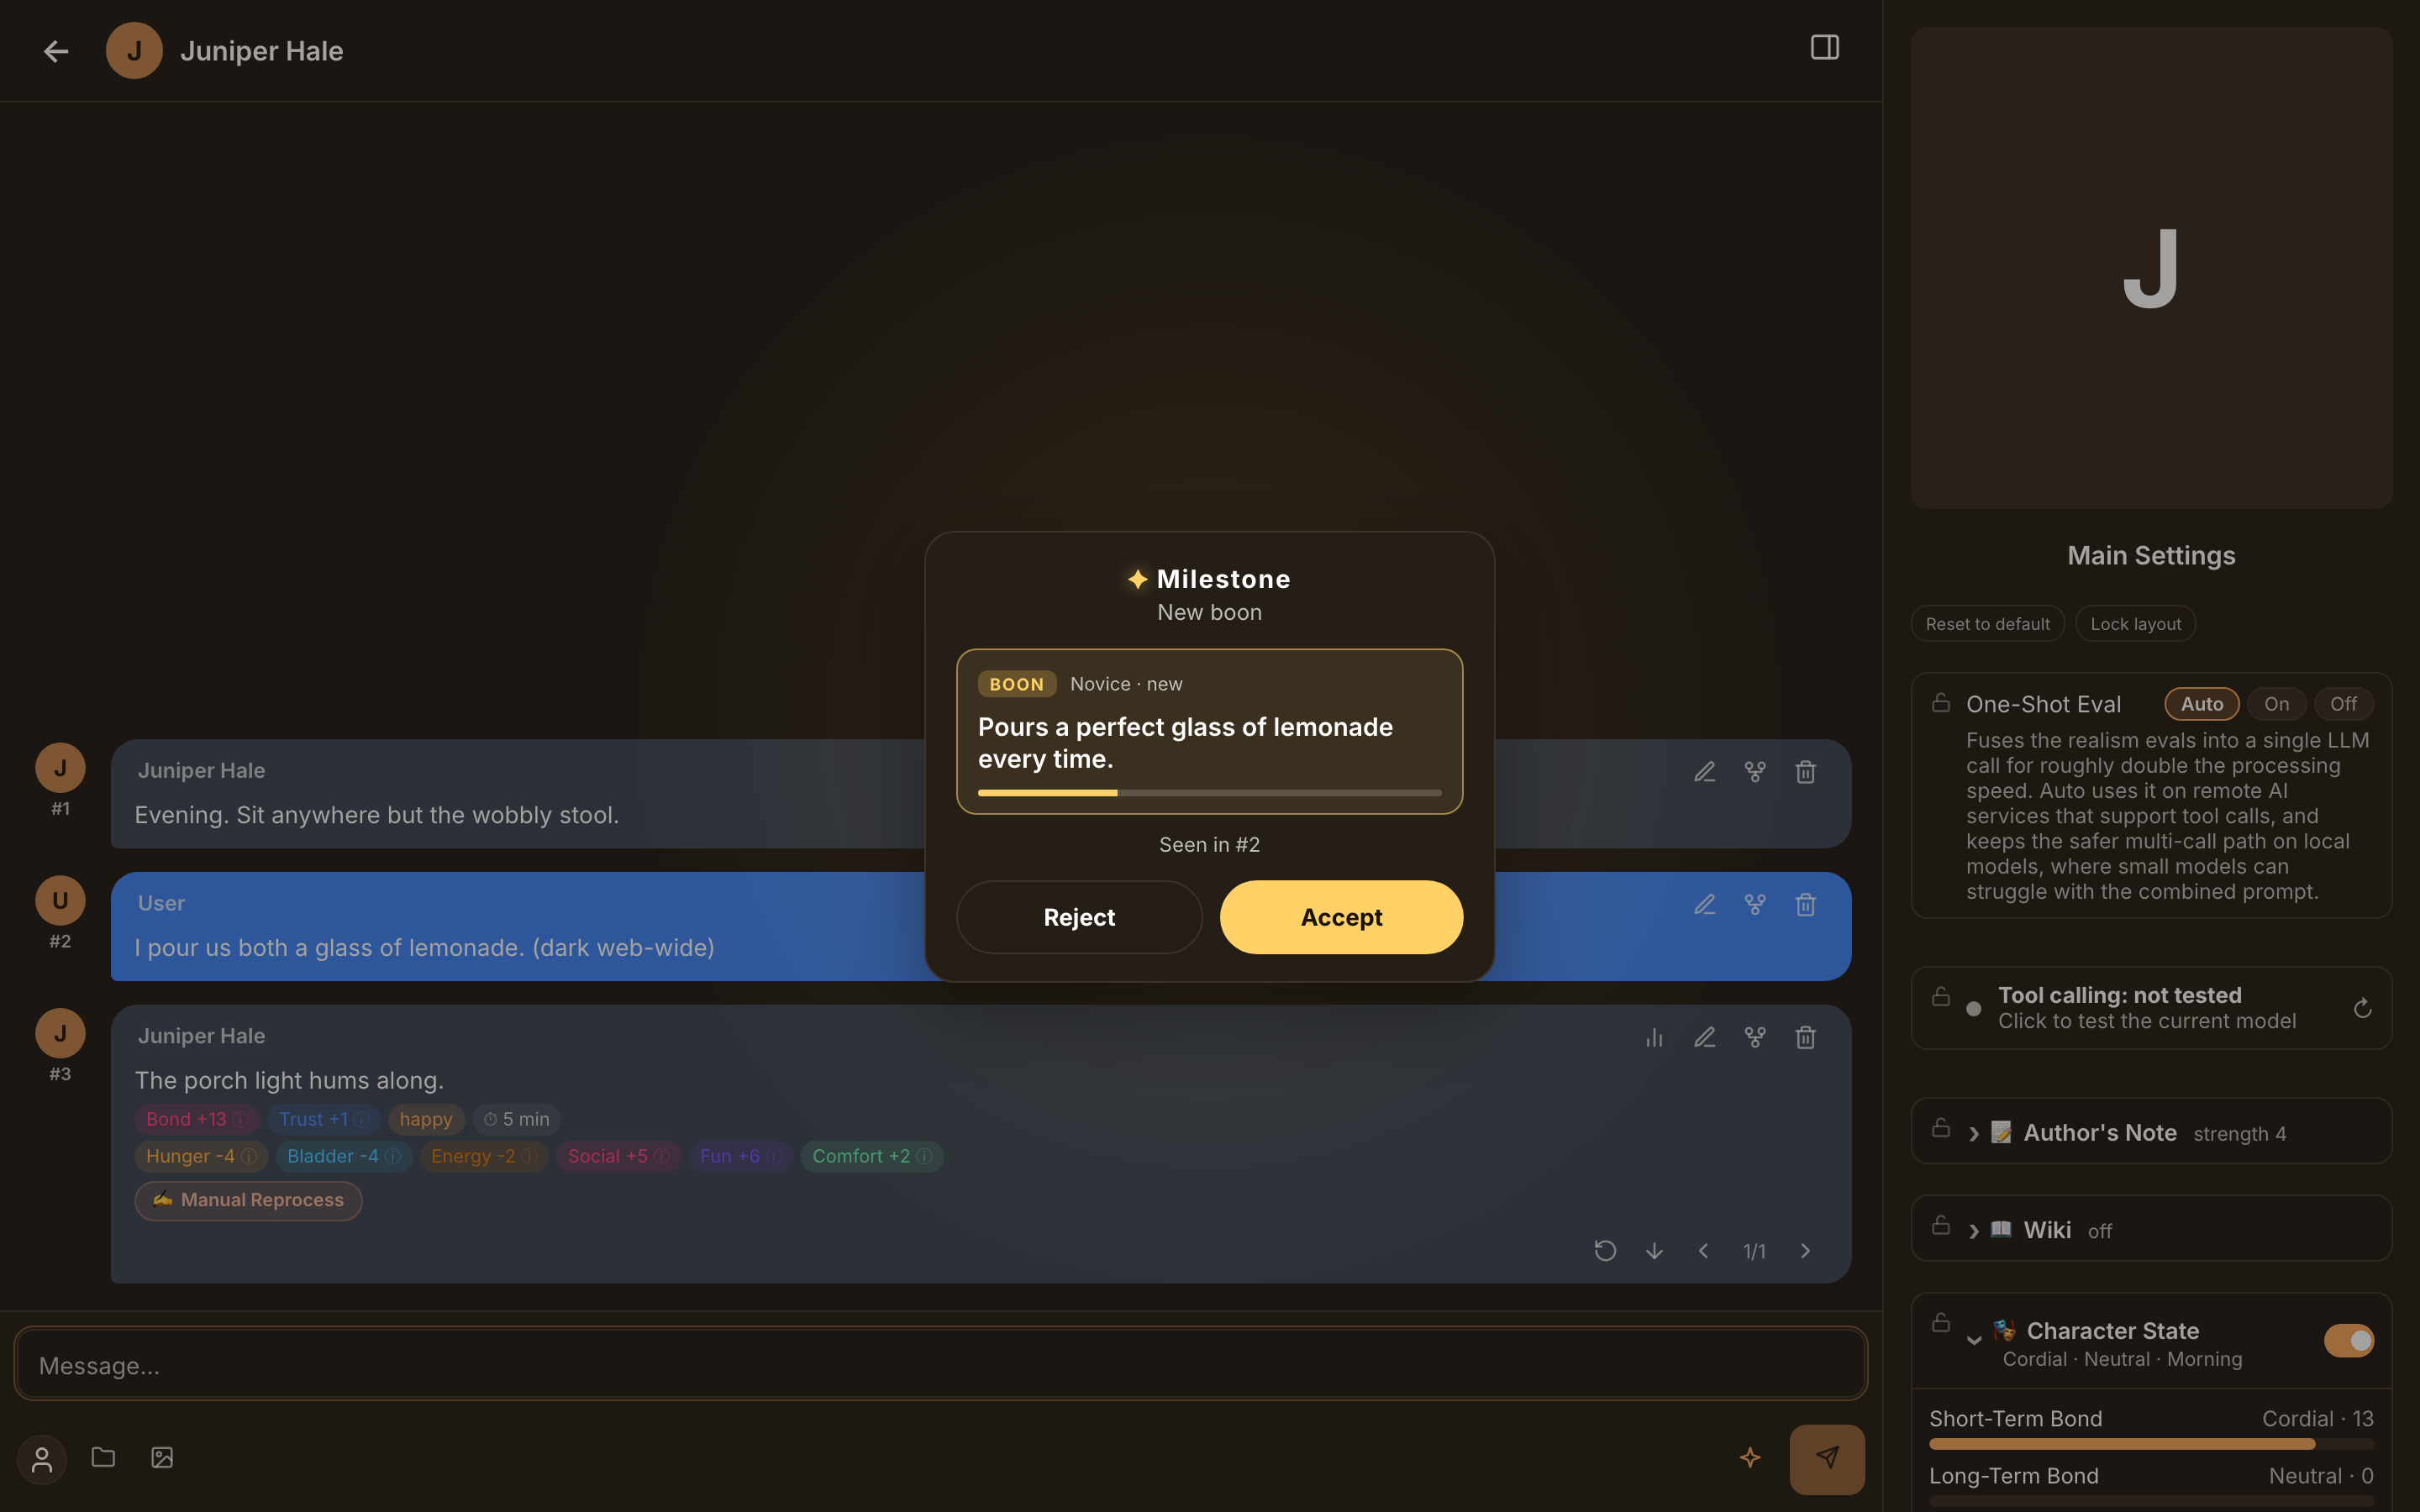 J
Juniper Hale
J
Main Settings
Reset to default
Lock layout
One-Shot Eval
Auto
On
Off
Fuses the realism evals into a single LLM
call for roughly double the processing
speed. Auto uses it on remote AI
services that support tool calls, and
keeps the safer multi-call path on local
models, where small models can
struggle with the combined prompt.
Tool calling: not tested
Click to test the current model
Author's Note strength 4
Wiki off
Character State
Cordial · Neutral · Morning
Short-Term Bond
Cordial · 13
Long-Term Bond
Neutral · 0
Milestone
New boon
BOON
Novice · new
Pours a perfect glass of lemonade
every time.
Seen in #2
Reject
Accept
J
#1
Juniper Hale
Evening. Sit anywhere but the wobbly stool.
U
#2
User
I pour us both a glass of lemonade. (dark web-wide)
J
#3
Juniper Hale
The porch light hums along.
Bond +13
Trust +1
happy
5 min
Hunger -4
Bladder -4
Energy -2
Social +5
Fun +6
Comfort +2
Manual Reprocess
1/1
Message...